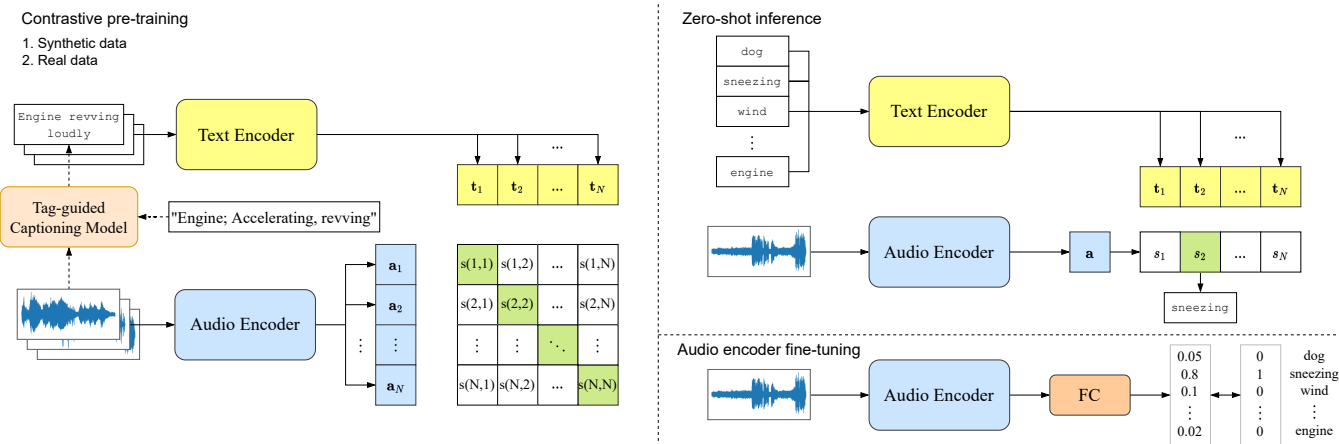 Contrastive pre-training
1. Synthetic data
2. Real data
Engine revving
loudly
Text Encoder
...
t1 t2 ... tN
Tag-guided
Captioning Model
"Engine; Accelerating, revving"
Audio Encoder
a1
a2
⋮ ⋮
aN
s(1,1) s(1,2) ... s(1,N)
s(2,1) s(2,2) ... s(2,N)
⋮ ⋮ ⋱ ⋮
s(N,1) s(N,2) ... s(N,N)
Zero-shot inference
dog
sneezing
wind
⋮
engine
Text Encoder
...
t1 t2 ... tN
Audio Encoder
a
s1 s2 ... sN
sneezing
Audio encoder fine-tuning
Audio Encoder
FC
0.05 0 dog
0.8 1 sneezing
0.1 0 wind
⋮ ⋮ ⋮
0.02 0 engine